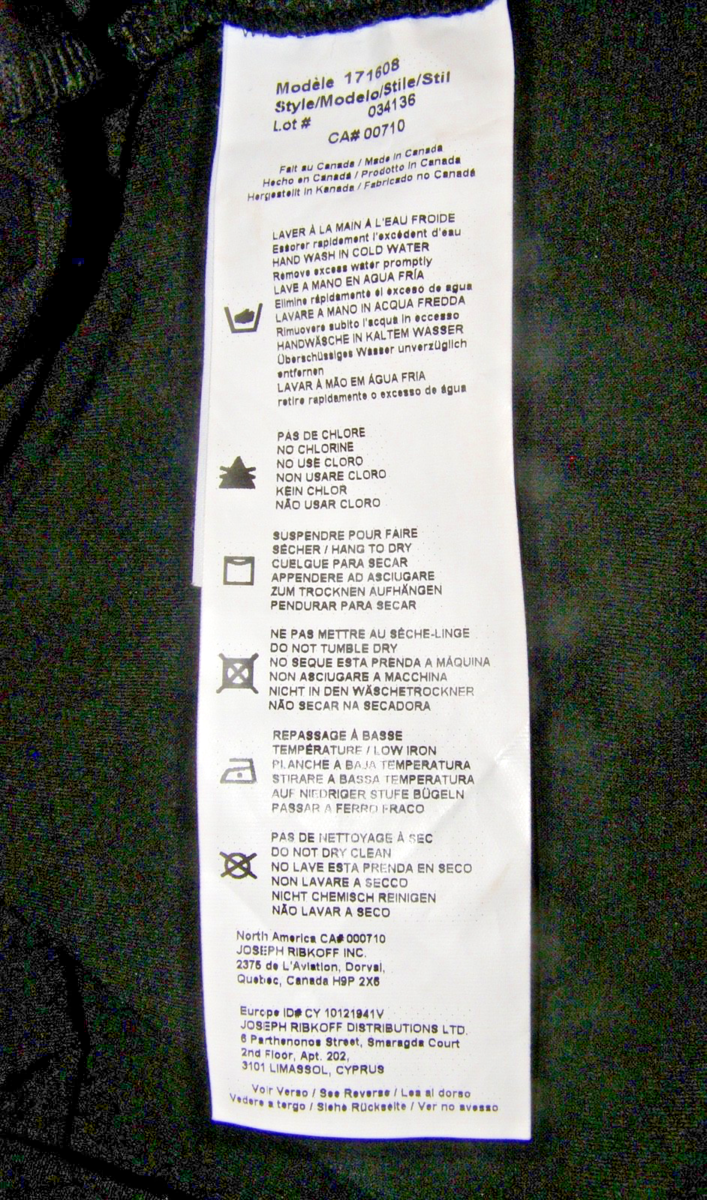 Modèle 171608
Style/Modelo/Stile/Stil
Lot # 034136
CA# 00710
Fait au Canada / Made in Canada
Hecho en Canadá / Prodotto in Canada
Hergestellt in Kanada / Fabricado no Canadá
LAVER À LA MAIN À L'EAU FROIDE
Essorer rapidement l'excédent d'eau
HAND WASH IN COLD WATER
Remove excess water promptly
LAVE A MANO EN AGUA FRÍA
Elimine rápidamente el exceso de agua
LAVARE A MANO IN ACQUA FREDDA
Rimuovere subito l'acqua in eccesso
HANDWÄSCHE IN KALTEM WASSER
Überschüssiges Wasser unverzüglich
entfernen
LAVAR À MÃO EM ÁGUA FRIA
retire rapidamente o excesso de água
PAS DE CHLORE
NO CHLORINE
NO USE CLORO
NON USARE CLORO
KEIN CHLOR
NÃO USAR CLORO
SUSPENDRE POUR FAIRE
SÉCHER / HANG TO DRY
CUELGUE PARA SECAR
APPENDERE AD ASCIUGARE
ZUM TROCKNEN AUFHÄNGEN
PENDURAR PARA SECAR
NE PAS METTRE AU SÈCHE-LINGE
DO NOT TUMBLE DRY
NO SEQUE ESTA PRENDA A MÁQUINA
NON ASCIUGARE A MACCHINA
NICHT IN DEN WÄSCHETROCKNER
NÃO SECAR NA SECADORA
REPASSAGE À BASSE
TEMPÉRATURE / LOW IRON
PLANCHE A BAJA TEMPERATURA
STIRARE A BASSA TEMPERATURA
AUF NIEDRIGER STUFE BÜGELN
PASSAR A FERRO FRACO
PAS DE NETTOYAGE À SEC
DO NOT DRY CLEAN
NO LAVE ESTA PRENDA EN SECO
NON LAVARE A SECCO
NICHT CHEMISCH REINIGEN
NÃO LAVAR A SECO
North America CA# 000710
JOSEPH RIBKOFF INC.
2375 de L'Aviation, Dorval,
Quebec, Canada H9P 2X6
Europe ID# CY 10121941V
JOSEPH RIBKOFF DISTRIBUTIONS LTD.
6 Parthenonos Street, Smaragda Court
2nd Floor, Apt. 202,
3101 LIMASSOL, CYPRUS
Voir Verso / See Reverse / Lea al dorso
Vedere a tergo / Siehe Rückseite / Ver no avesso